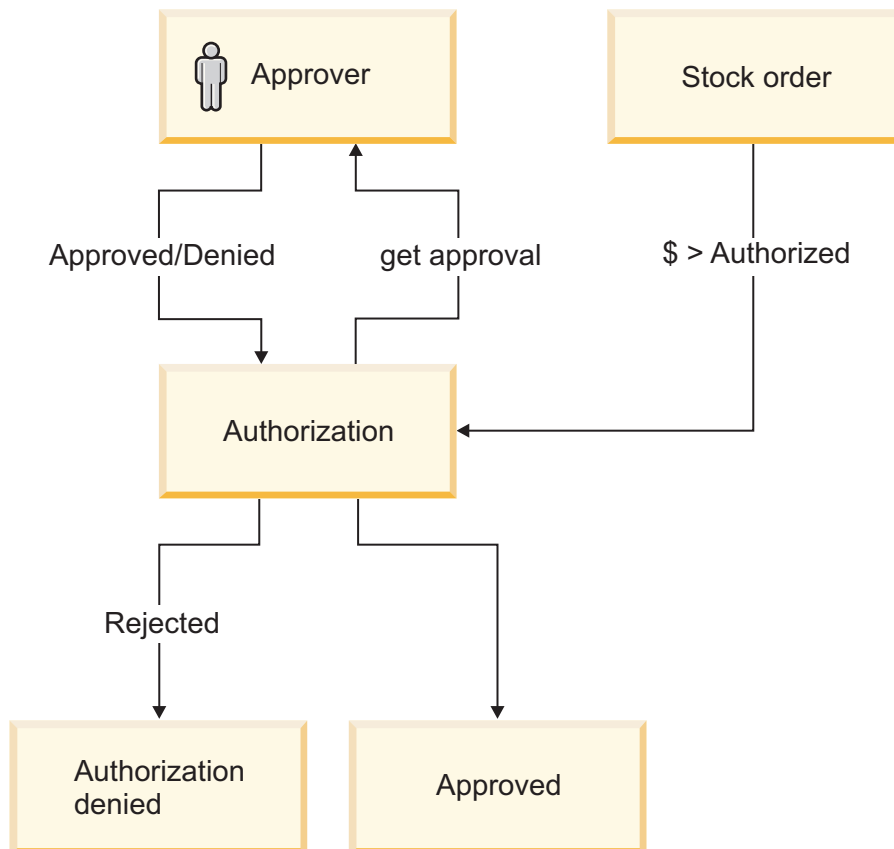 Approver
Stock order
Approved/Denied
get approval
$ > Authorized
Authorization
Rejected
Authorization
denied
Approved